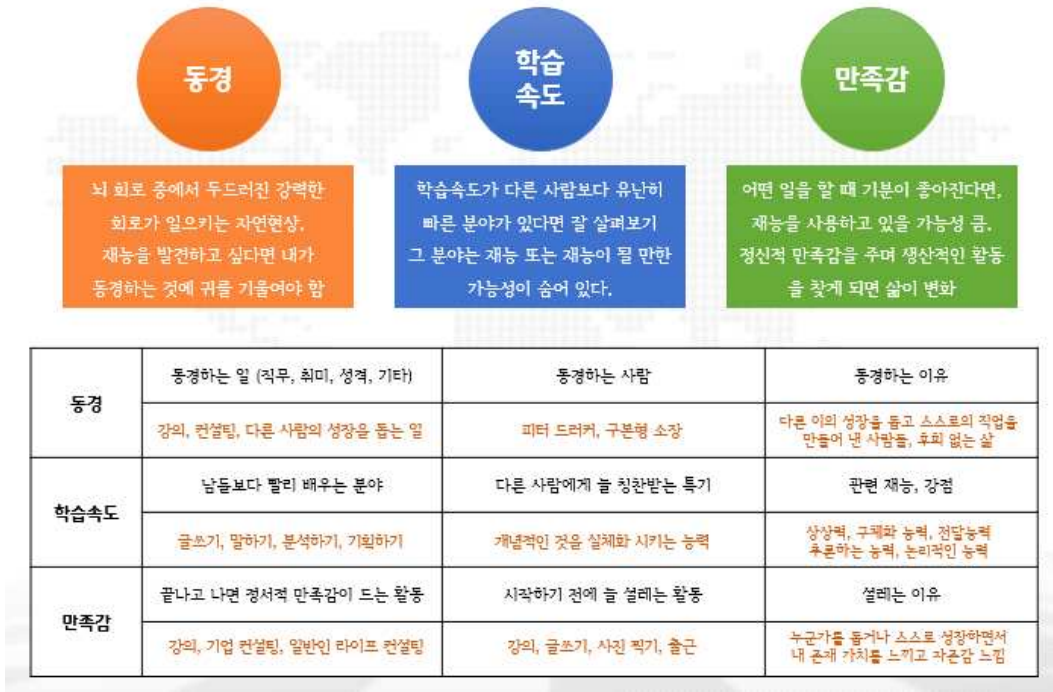 동경
학습
속도
만족감
뇌 회로 중에서 두드러진 강력한
회로가 일으키는 자연현상,
재능을 발견하고 싶다면 내가
동경하는 것에 귀를 기울여야 함
학습속도가 다른 사람보다 유난히
빠른 분야가 있다면 잘 살펴보기
그 분야는 재능 또는 재능이 될 만한
가능성이 숨어 있다.
어떤 일을 할 때 기분이 좋아진다면,
재능을 사용하고 있을 가능성 큼.
정신적 만족감을 주며 생산적인 활동
을 찾게 되면 삶이 변화
동경
동경하는 일 (직무, 취미, 성격, 기타)
동경하는 사람
동경하는 이유
강의, 컨설팅, 다른 사람의 성장을 돕는 일
피터 드러커, 구본형 소장
다른 이의 성장을 돕고 스스로의 직업을
만들어 낸 사람들, 후회 없는 삶
학습속도
남들보다 빨리 배우는 분야
다른 사람에게 늘 칭찬받는 특기
관련 재능, 강점
글쓰기, 말하기, 분석하기, 기획하기
개념적인 것을 실체화 시키는 능력
상상력, 구체화 능력, 전달능력
추론하는 능력, 논리적인 능력
만족감
끝나고 나면 정서적 만족감이 드는 활동
시작하기 전에 늘 설레는 활동
설레는 이유
강의, 기업 컨설팅, 일반인 라이프 컨설팅
강의, 글쓰기, 사진 찍기, 출근
누군가를 돕거나 스스로 성장하면서
내 존재 가치를 느끼고 자존감 느낌